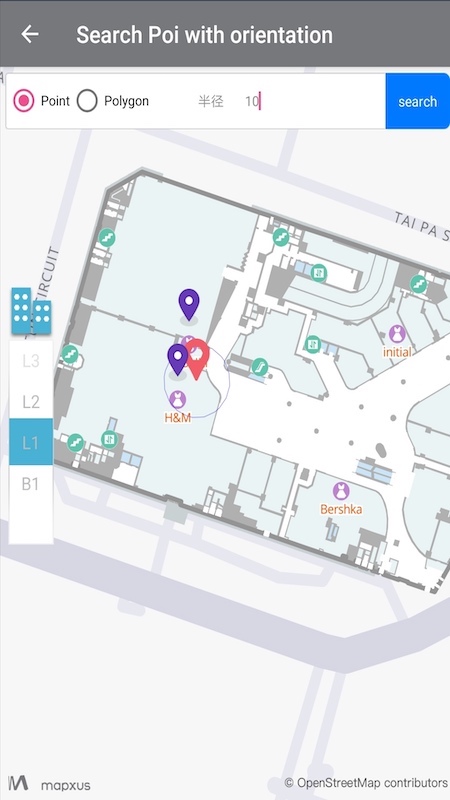 Search Poi with orientation
Point
Polygon
半径
10
search
TAI PA S
CIRCUIT
L3
L2
L1
B1
initial
H&M
Bershka
mapxus
© OpenStreetMap contributors